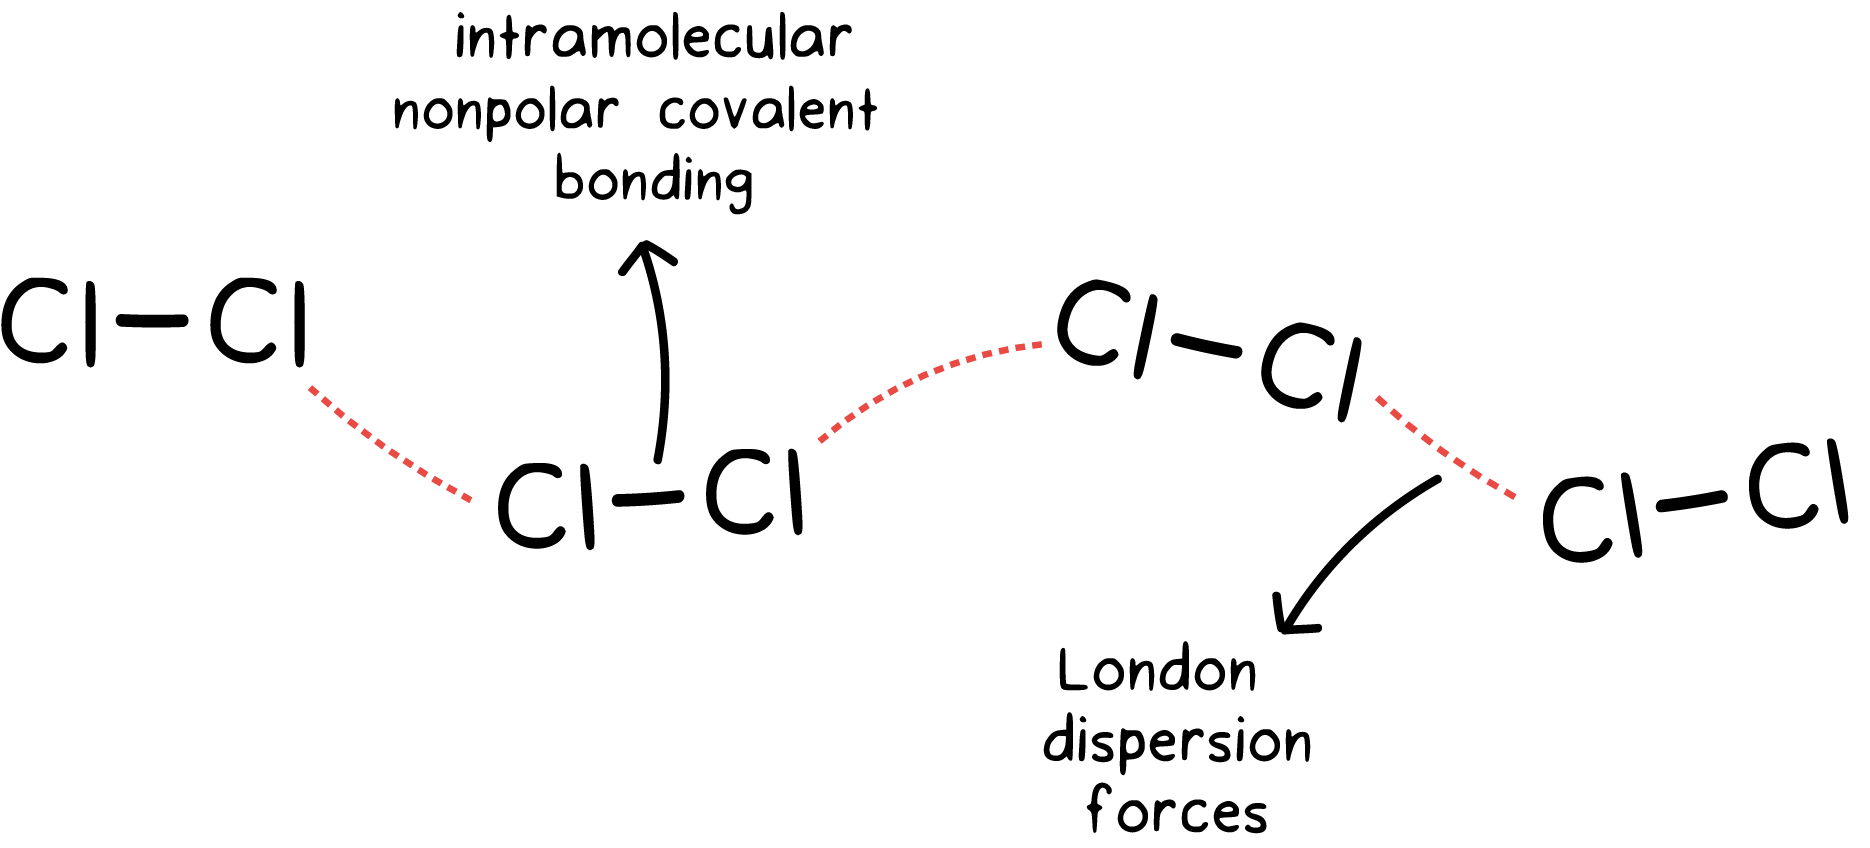 intramolecular
nonpolar covalent
bonding
Cl–Cl
Cl–Cl
Cl–Cl
Cl–Cl
London
dispersion
forces